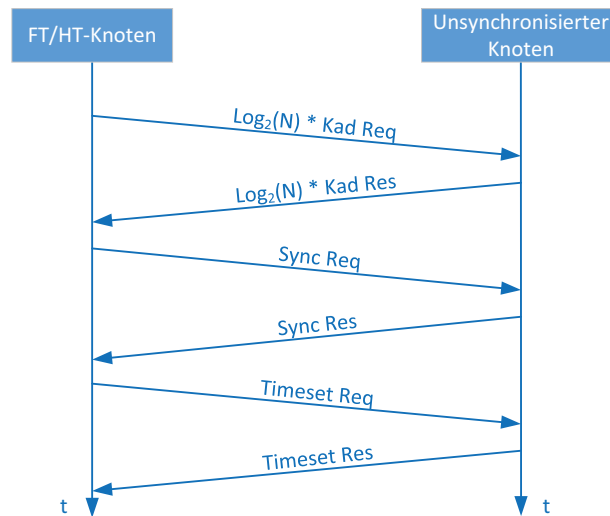 FT/HT-Knoten
Unsynchronisierter
Knoten
Log₂(N) * Kad Req
Log₂(N) * Kad Res
Sync Req
Sync Res
Timeset Req
Timeset Res
t
t